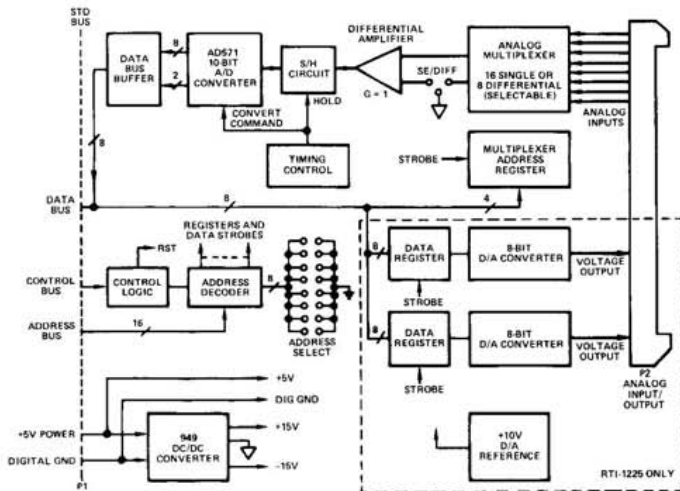 STD
BUS
DATA
BUS
BUFFER
8
2
AD571
10-BIT
A/D
CONVERTER
CONVERT
COMMAND
S/H
CIRCUIT
HOLD
TIMING
CONTROL
DIFFERENTIAL
AMPLIFIER
G = 1
SE/DIFF
ANALOG
MULTIPLEXER
16 SINGLE OR
8 DIFFERENTIAL
(SELECTABLE)
ANALOG
INPUTS
8
STROBE
MULTIPLEXER
ADDRESS
REGISTER
DATA
BUS
8
4
REGISTERS AND
DATA STROBES
RST
CONTROL
BUS
CONTROL
LOGIC
ADDRESS
DECODER
8
ADDRESS
BUS
16
ADDRESS
SELECT
8
DATA
REGISTER
STROBE
8-BIT
D/A CONVERTER
VOLTAGE
OUTPUT
8
DATA
REGISTER
STROBE
8-BIT
D/A CONVERTER
VOLTAGE
OUTPUT
P2
ANALOG
INPUT/
OUTPUT
+5V
DIG GND
+5V POWER
DIGITAL GND
949
DC/DC
CONVERTER
+15V
-15V
P1
+10V
D/A
REFERENCE
RTI-1225 ONLY